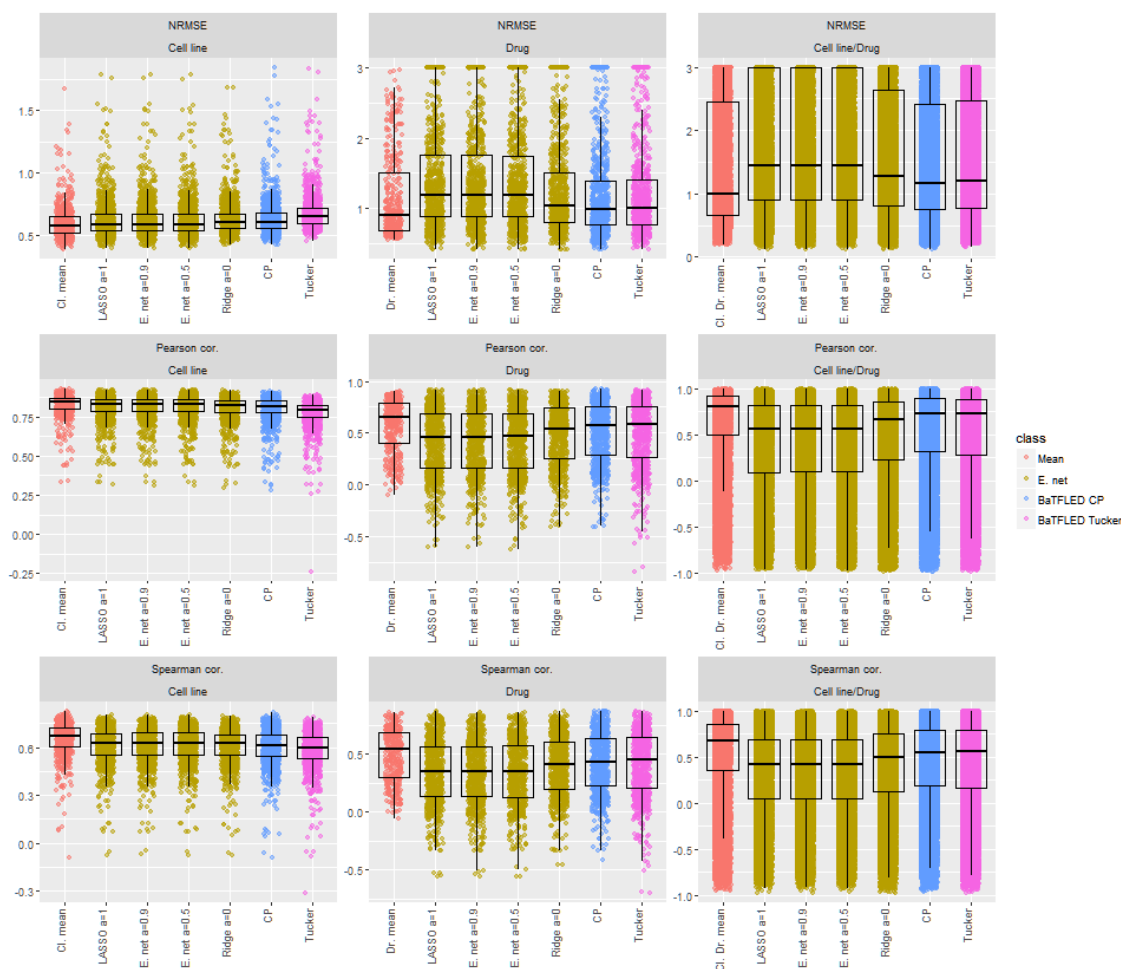 NRMSE
Cell line
1.5
1.0
0.5
Cl. mean
LASSO a=1
E. net a=0.9
E. net a=0.5
Ridge a=0
CP
Tucker
NRMSE
Drug
3
2
1
Dr. mean
LASSO a=1
E. net a=0.9
E. net a=0.5
Ridge a=0
CP
Tucker
NRMSE
Cell line/Drug
3
2
1
0
Cl. Dr. mean
LASSO a=1
E. net a=0.9
E. net a=0.5
Ridge a=0
CP
Tucker
Pearson cor.
Cell line
0.75
0.50
0.25
0.00
-0.25
Cl. mean
LASSO a=1
E. net a=0.9
E. net a=0.5
Ridge a=0
CP
Tucker
Pearson cor.
Drug
1.0
0.5
0.0
-0.5
Dr. mean
LASSO a=1
E. net a=0.9
E. net a=0.5
Ridge a=0
CP
Tucker
Pearson cor.
Cell line/Drug
1.0
0.5
0.0
-0.5
-1.0
Cl. Dr. mean
LASSO a=1
E. net a=0.9
E. net a=0.5
Ridge a=0
CP
Tucker
class
Mean
E. net
BaTFLED CP
BaTFLED Tucker
Spearman cor.
Cell line
0.6
0.3
0.0
-0.3
Cl. mean
LASSO a=1
E. net a=0.9
E. net a=0.5
Ridge a=0
CP
Tucker
Spearman cor.
Drug
0.5
0.0
-0.5
Dr. mean
LASSO a=1
E. net a=0.9
E. net a=0.5
Ridge a=0
CP
Tucker
Spearman cor.
Cell line/Drug
1.0
0.5
0.0
-0.5
-1.0
Cl. Dr. mean
LASSO a=1
E. net a=0.9
E. net a=0.5
Ridge a=0
CP
Tucker